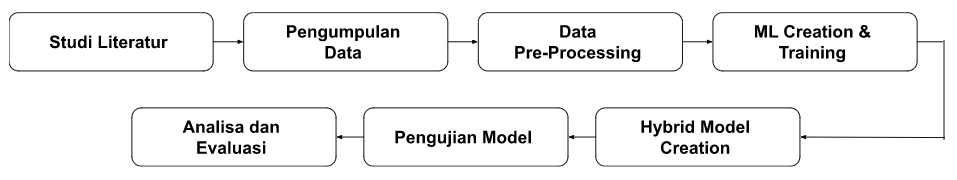 Studi Literatur
Pengumpulan
Data
Data
Pre-Processing
ML Creation &
Training
Hybrid Model
Creation
Pengujian Model
Analisa dan
Evaluasi